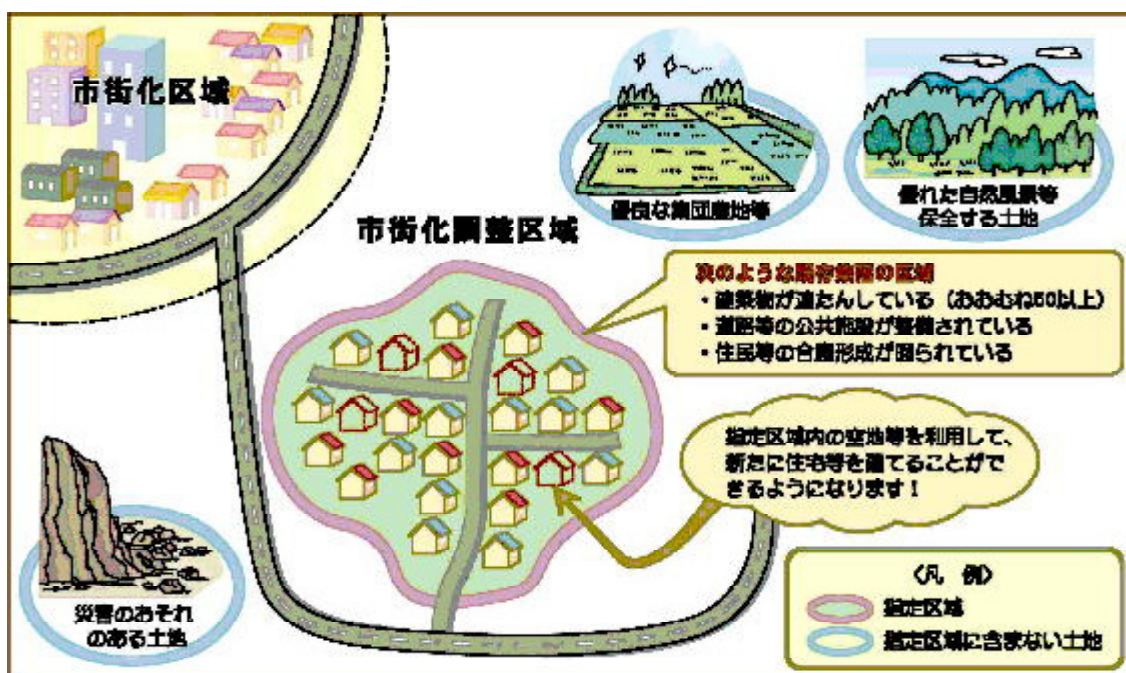 市街化区域
市街化調整区域
優良な集団農地等
優れた自然風景等
保全する土地
次のような既存集落の区域
・建築物が連たんしている（おおむね50以上）
・道路等の公共施設が整備されている
・住民等の合意形成が図られている
指定区域内の空地等を利用して、
新たに住宅等を建てることがで
きるようになります！
災害のおそれ
のある土地
〈凡 例〉
指定区域
指定区域に含まない土地